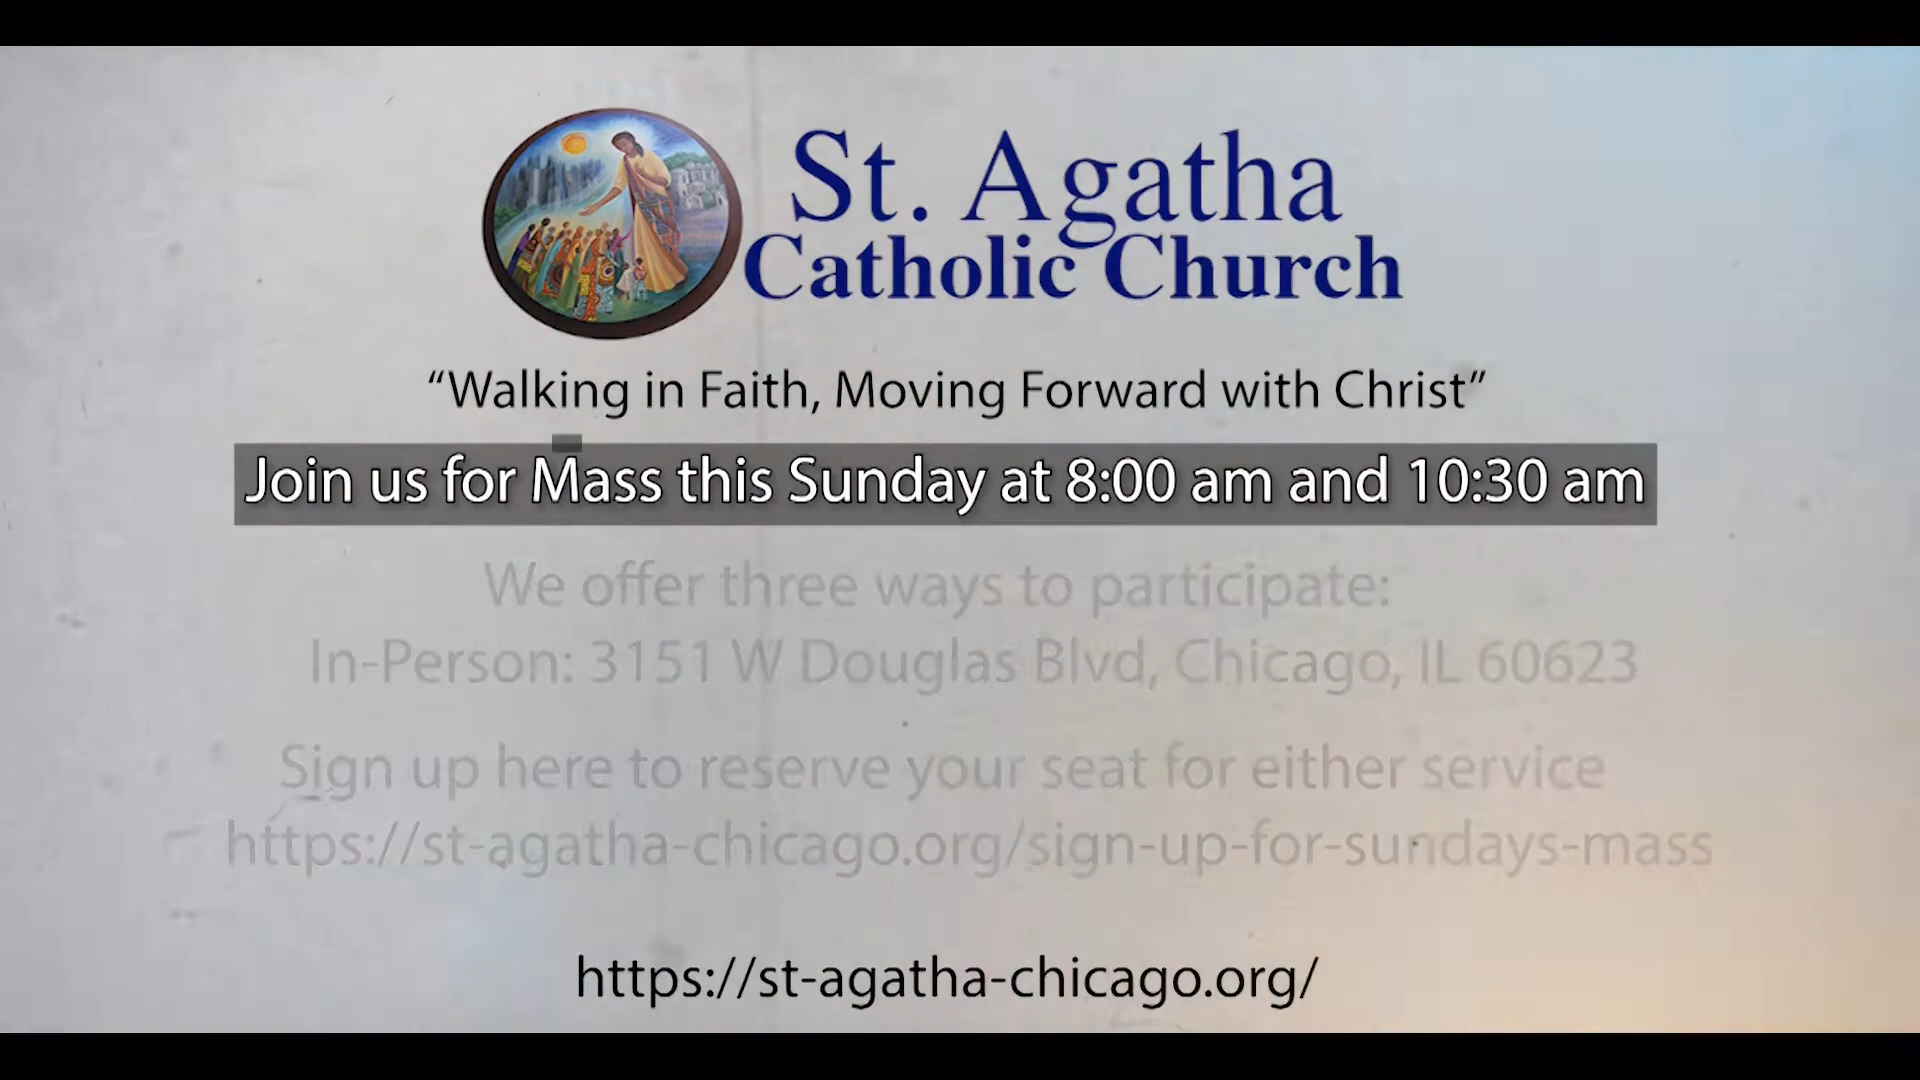 St. Agatha
Catholic Church
“Walking in Faith, Moving Forward with Christ”
Join us for Mass this Sunday at 8:00 am and 10:30 am
We offer three ways to participate:
In-Person: 3151 W Douglas Blvd, Chicago, IL 60623
Sign up here to reserve your seat for either service
https://st-agatha-chicago.org/sign-up-for-sundays-mass
https://st-agatha-chicago.org/